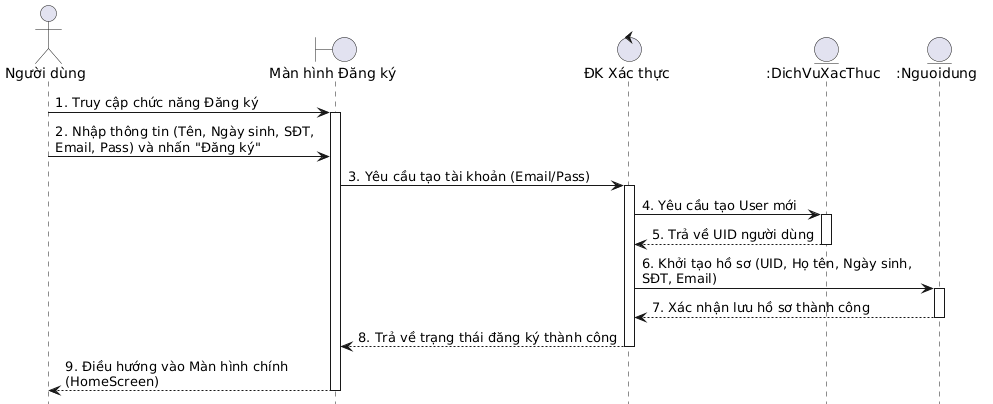 Người dùng
Màn hình Đăng ký
ĐK Xác thực
:DichVuXacThuc
:Nguoidung
1. Truy cập chức năng Đăng ký
2. Nhập thông tin (Tên, Ngày sinh, SĐT,
Email, Pass) và nhấn "Đăng ký"
3. Yêu cầu tạo tài khoản (Email/Pass)
4. Yêu cầu tạo User mới
5. Trả về UID người dùng
6. Khởi tạo hồ sơ (UID, Họ tên, Ngày sinh,
SĐT, Email)
7. Xác nhận lưu hồ sơ thành công
8. Trả về trạng thái đăng ký thành công
9. Điều hướng vào Màn hình chính
(HomeScreen)